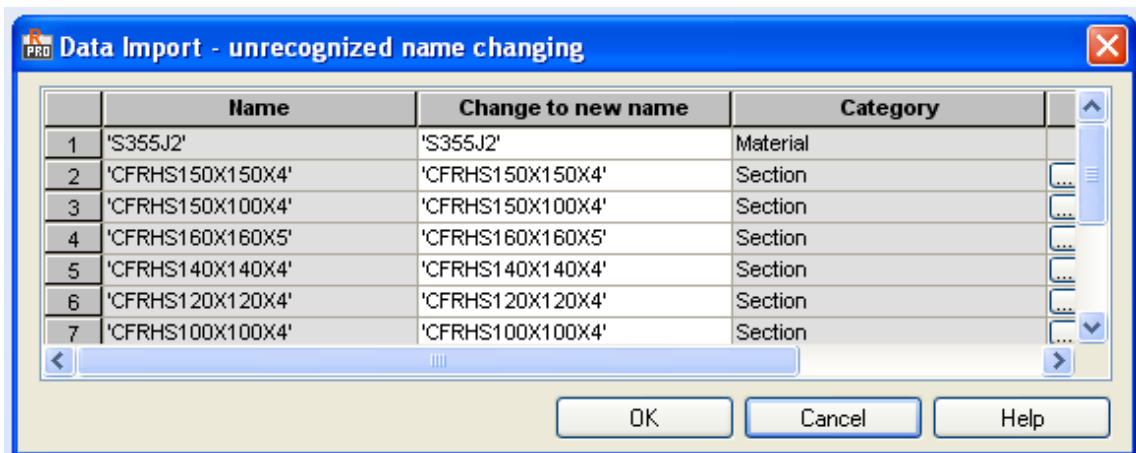 R PRO Data Import - unrecognized name changing
Name Change to new name Category
1 'S355J2' 'S355J2' Material
2 'CFRHS150X150X4' 'CFRHS150X150X4' Section ...
3 'CFRHS150X100X4' 'CFRHS150X100X4' Section ...
4 'CFRHS160X160X5' 'CFRHS160X160X5' Section ...
5 'CFRHS140X140X4' 'CFRHS140X140X4' Section ...
6 'CFRHS120X120X4' 'CFRHS120X120X4' Section ...
7 'CFRHS100X100X4' 'CFRHS100X100X4' Section ...
OK Cancel Help